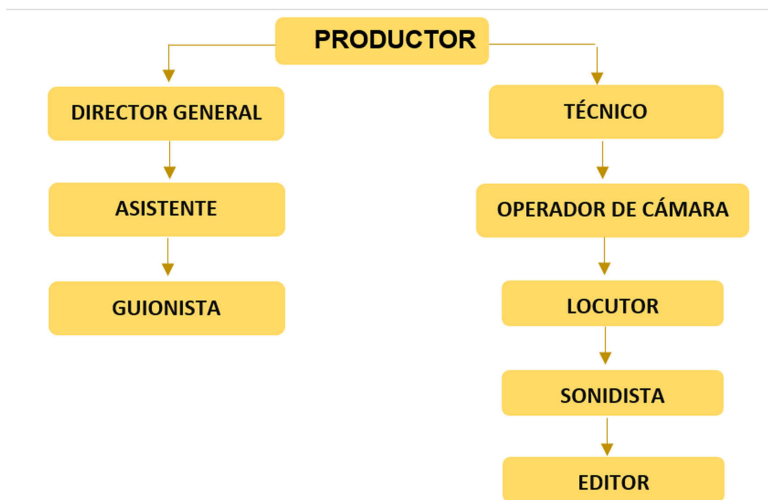 PRODUCTOR
DIRECTOR GENERAL
TÉCNICO
ASISTENTE
OPERADOR DE CÁMARA
GUIONISTA
LOCUTOR
SONIDISTA
EDITOR